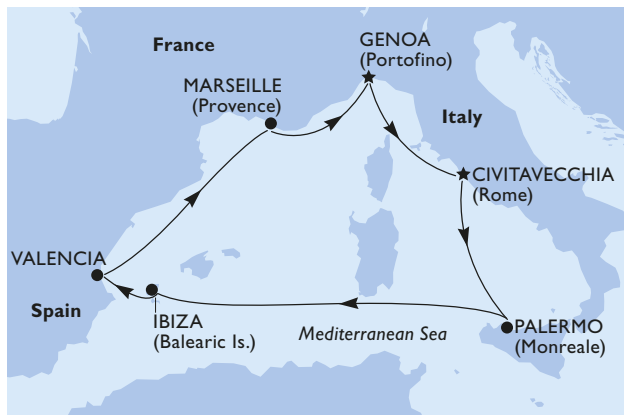 France
GENOA
(Portofino)
MARSEILLE
(Provence)
Italy
CIVITAVECCHIA
(Rome)
VALENCIA
Spain
IBIZA
(Balearic Is.)
Mediterranean Sea
PALERMO
(Monreale)